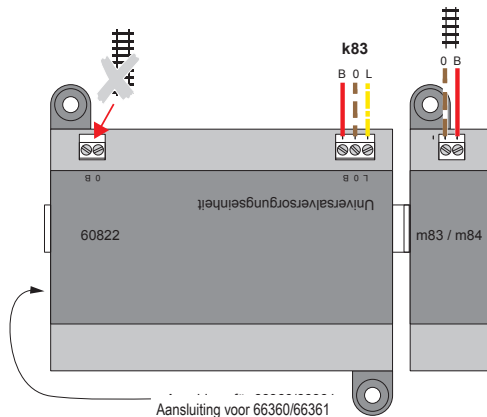 k83
0 B
B 0 L
B 0
L 0 B
Universalversorgungseinheit
60822
m83 / m84
Aansluiting voor 66360/66361